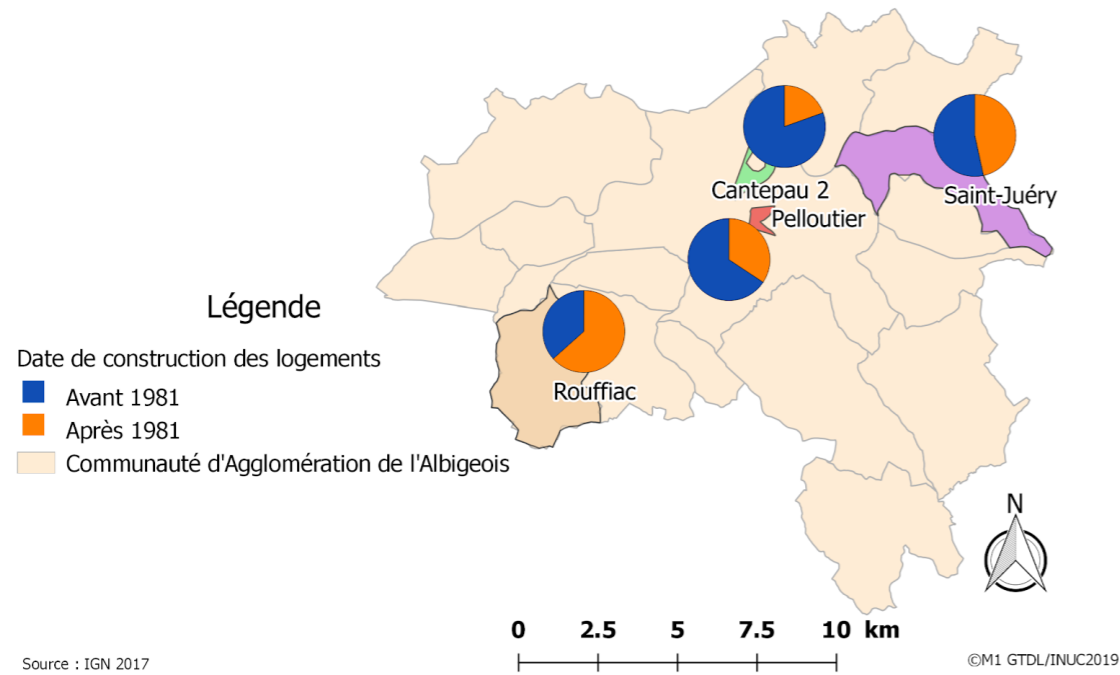 Cantepau 2
Saint-Juéry
Pelloutier
Rouffiac
Légende
Date de construction des logements
Avant 1981
Après 1981
Communauté d'Agglomération de l'Albigeois
N
0 2.5 5 7.5 10 km
Source : IGN 2017
©M1 GTDL/INUC2019